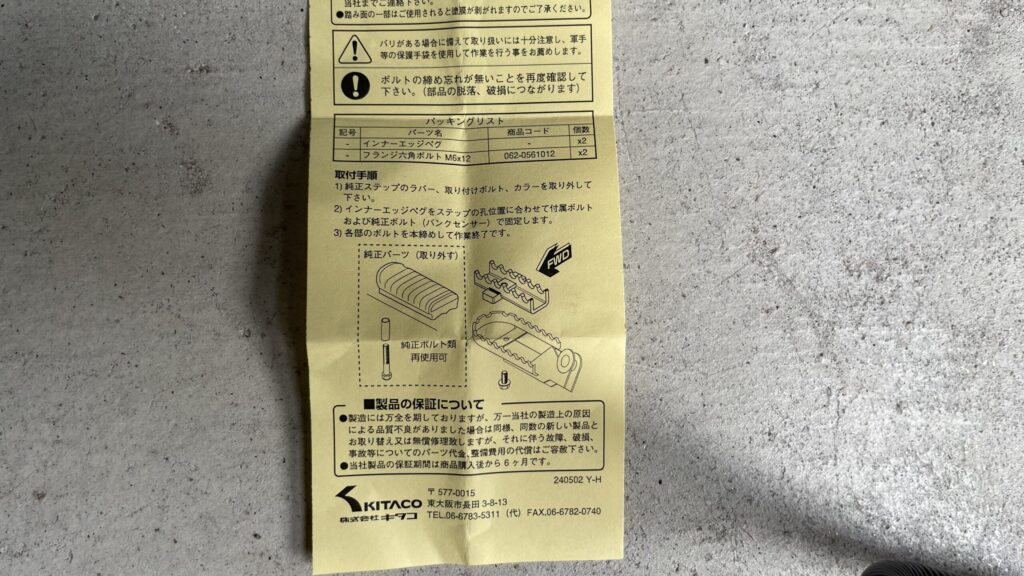 当社までご連絡下さい。
●踏み面の一部はご使用されると塗膜が剥がれますのでご了承ください。
バリがある場合に備えて取り扱いには十分注意し、軍手
等の保護手袋を使用して作業を行う事をお薦めします。
ボルトの締め忘れが無いことを再度確認して
下さい。（部品の脱落、破損につながります）
パッキングリスト
記号 パーツ名 商品コード 個数
- インナーエッジペグ - x2
- フランジ六角ボルト M6x12 062-0561012 x2
取付手順
1) 純正ステップのラバー、取り付けボルト、カラーを取り外して
下さい。
2) インナーエッジペグをステップの孔位置に合わせて付属ボルト
および純正ボルト（バンクセンサー）で固定します。
3) 各部のボルトを本締めして作業終了です。
純正パーツ（取り外す）
FWD
純正ボルト類
再使用可
■製品の保証について
●製造には万全を期しておりますが、万一当社の製造上の原因
による品質不良がありました場合は同様、同数の新しい製品と
お取り替え又は無償修理致しますが、それに伴う故障、破損、
事故等についてのパーツ代金、整備費用の代償はご容赦下さい。
●当社製品の保証期間は商品購入後から6ヶ月です。
240502 Y-H
KITACO
株式会社 キタコ
〒577-0015
東大阪市長田 3-8-13
TEL.06-6783-5311（代）FAX.06-6782-0740